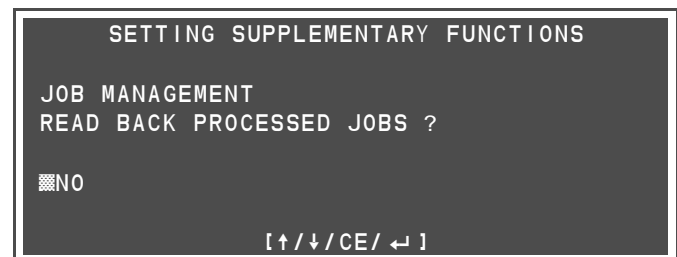 SETTING SUPPLEMENTARY FUNCTIONS
JOB MANAGEMENT
READ BACK PROCESSED JOBS ?
▒NO
[↑/↓/CE/↵]